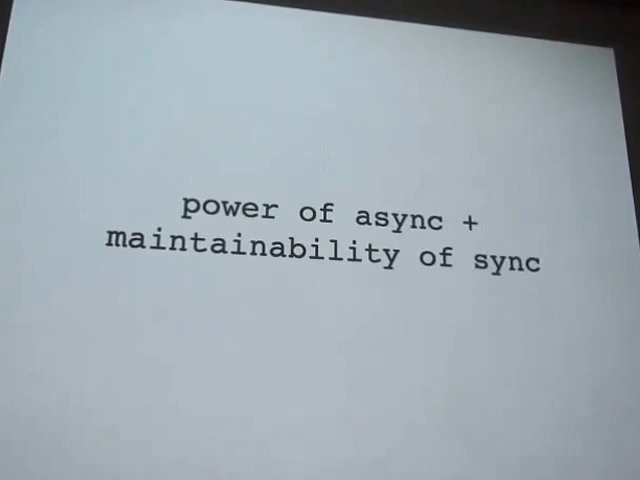 power of async +
maintainability of sync